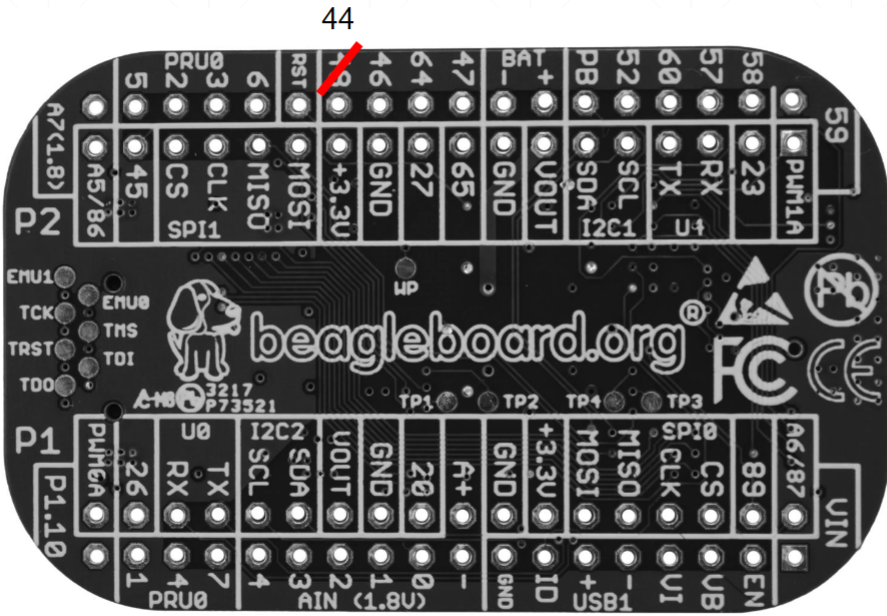 44
PRU0 BAT
5 2 3 6 RST 46 64 47 - + PB 52 60 57 58
A7(1.8) 59
P2 A5/86 45 CS CLK MISO MOSI +3.3V GND 27 65 GND VOUT SDA SCL TX RX 23 PWM1A
SPI1 I2C1 U4
EMU1
EMU0
TCK
TMS
TRST
TDI
TDO
WP
beagleboard.org®
Pb
FC
CE
3217
P73521
TP1 TP2 TP4 TP3
P1 U0 I2C2 SPI0
PWM0A 26 RX TX SCL SDA VOUT GND 20 A+ GND +3.3V MOSI MISO CLK CS 89 A6/87
P1.10 VIN
1 4 7 4 3 2 1 0 - GND ID + - VI VB EN
PRU0 AIN (1.8V) USB1